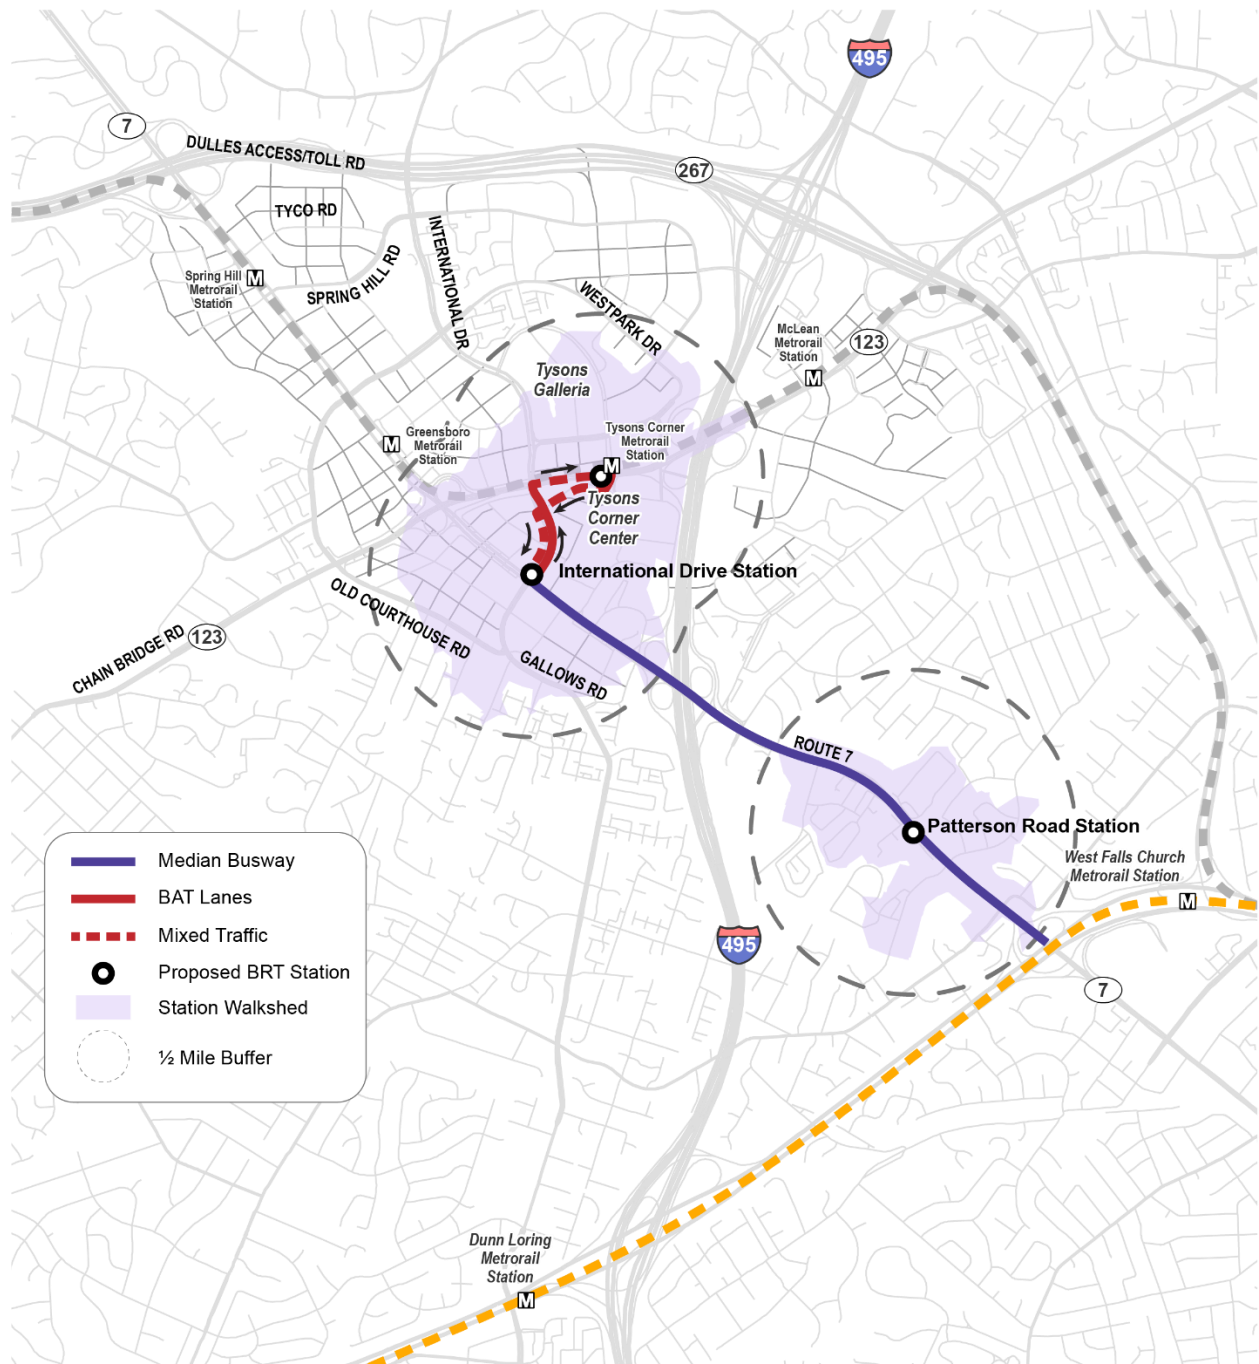 495
7
DULLES ACCESS/TOLL RD
267
TYCO RD
INTERNATIONAL DR
Spring Hill
Metrorail
Station
M
SPRING HILL RD
WESTPARK DR
McLean
Metrorail
Station
M
123
Tysons
Galleria
Greensboro
Metrorail
Station
M
Tysons Corner
Metrorail
Station
M
Tysons
Corner
Center
International Drive Station
OLD COURTHOUSE RD
CHAIN BRIDGE RD
123
GALLOWS RD
ROUTE 7
Patterson Road Station
West Falls Church
Metrorail Station
M
Median Busway
BAT Lanes
Mixed Traffic
Proposed BRT Station
Station Walkshed
½ Mile Buffer
495
7
Dunn Loring
Metrorail
Station
M